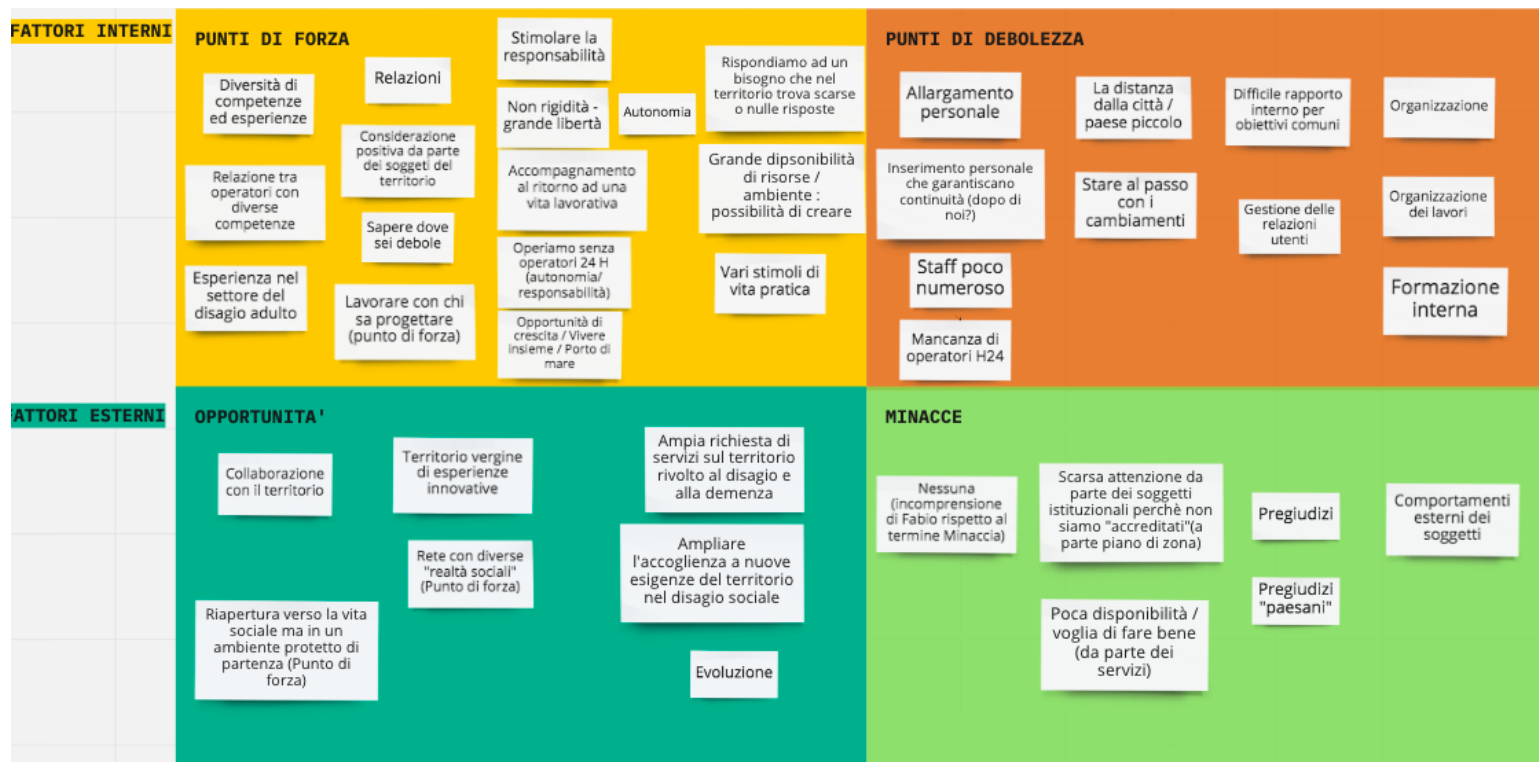 FATTORI INTERNI
PUNTI DI FORZA
Diversità di
competenze
ed esperienze
Relazione tra
operatori con
diverse
competenze
Esperienza nel
settore del
disagio adulto
Relazioni
Considerazione
positiva da parte
dei soggeti del
territorio
Sapere dove
sei debole
Lavorare con chi
sa progettare
(punto di forza)
Stimolare la
responsabilità
Non rigidità -
grande libertà
Autonomia
Accompagnamento
al ritorno ad una
vita lavorativa
Operiamo senza
operatori 24 H
(autonomia/
responsabilità)
Opportunità di
crescita / Vivere
insieme / Porto di
mare
Rispondiamo ad un
bisogno che nel
territorio trova scarse
o nulle risposte
Grande dipsonibilità
di risorse /
ambiente :
possibilità di creare
Vari stimoli di
vita pratica
PUNTI DI DEBOLEZZA
Allargamento
personale
Inserimento personale
che garantiscano
continuità (dopo di
noi?)
Staff poco
numeroso
Mancanza di
operatori H24
La distanza
dalla città /
paese piccolo
Stare al passo
con i
cambiamenti
Difficile rapporto
interno per
obiettivi comuni
Gestione delle
relazioni
utenti
Organizzazione
Organizzazione
dei lavori
Formazione
interna
ATTORI ESTERNI
OPPORTUNITA'
Collaborazione
con il territorio
Riapertura verso la vita
sociale ma in un
ambiente protetto di
partenza (Punto di
forza)
Territorio vergine
di esperienze
innovative
Rete con diverse
"realtà sociali"
(Punto di forza)
Ampia richiesta di
servizi sul territorio
rivolto al disagio e
alla demenza
Ampliare
l'accoglienza a nuove
esigenze del territorio
nel disagio sociale
Evoluzione
MINACCE
Nessuna
(incomprensione
di Fabio rispetto al
termine Minaccia)
Scarsa attenzione da
parte dei soggetti
istituzionali perchè non
siamo "accreditati"(a
parte piano di zona)
Poca disponibilità /
voglia di fare bene
(da parte dei
servizi)
Pregiudizi
Pregiudizi
"paesani"
Comportamenti
esterni dei
soggetti